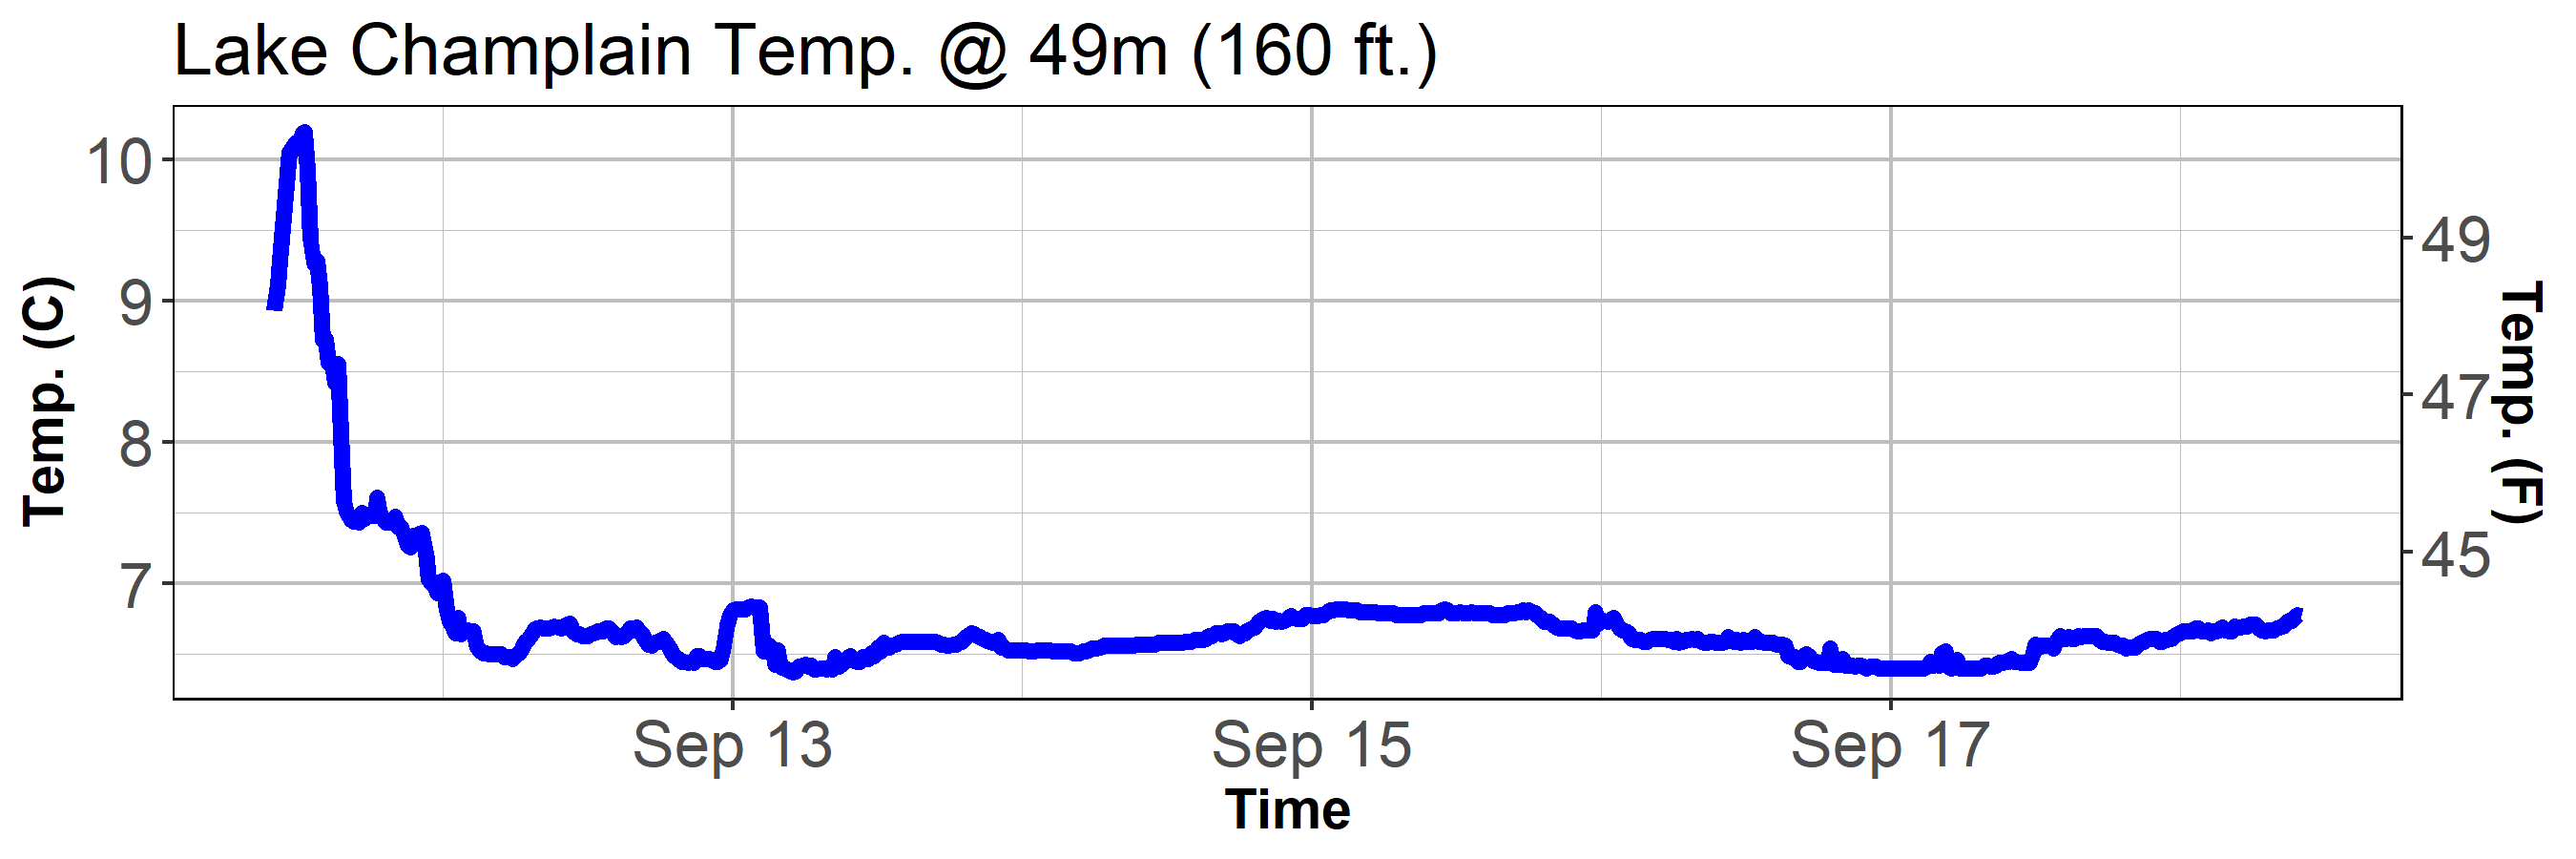 Lake Champlain Temp. @ 49m (160 ft.)
10
9
8
7
Temp. (C)
49
47
45
Temp. (F)
Sep 13
Sep 15
Sep 17
Time